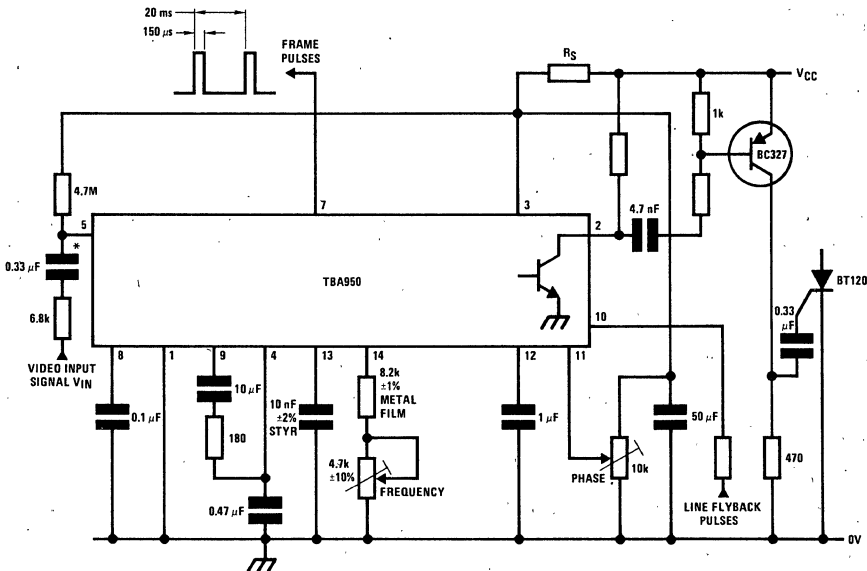 20 ms
150 μs
FRAME
PULSES
RS
VCC
1k
BC327
4.7M
7
3
5
*
4.7 nF
2
0.33 μF
TBA950
BT120
0.33
μF
6.8k
10
VIDEO INPUT
SIGNAL VIN
8
1
9
4
13
14
12
11
8.2k
±1%
METAL
FILM
10 μF
10 nF
±2%
STYR
0.1 μF
1 μF
50 μF
180
4.7k
±10%
FREQUENCY
PHASE
10k
470
0.47 μF
LINE FLYBACK
PULSES
0V